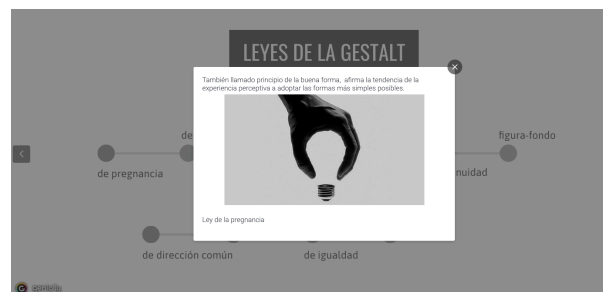 LEYES DE LA GESTALT
También llamado principio de la buena forma, afirma la tendencia de la
experiencia perceptiva a adoptar las formas más simples posibles.
Ley de la pregnancia
de
figura-fondo
de pregnancia
nuidad
de dirección común
de igualdad
genially